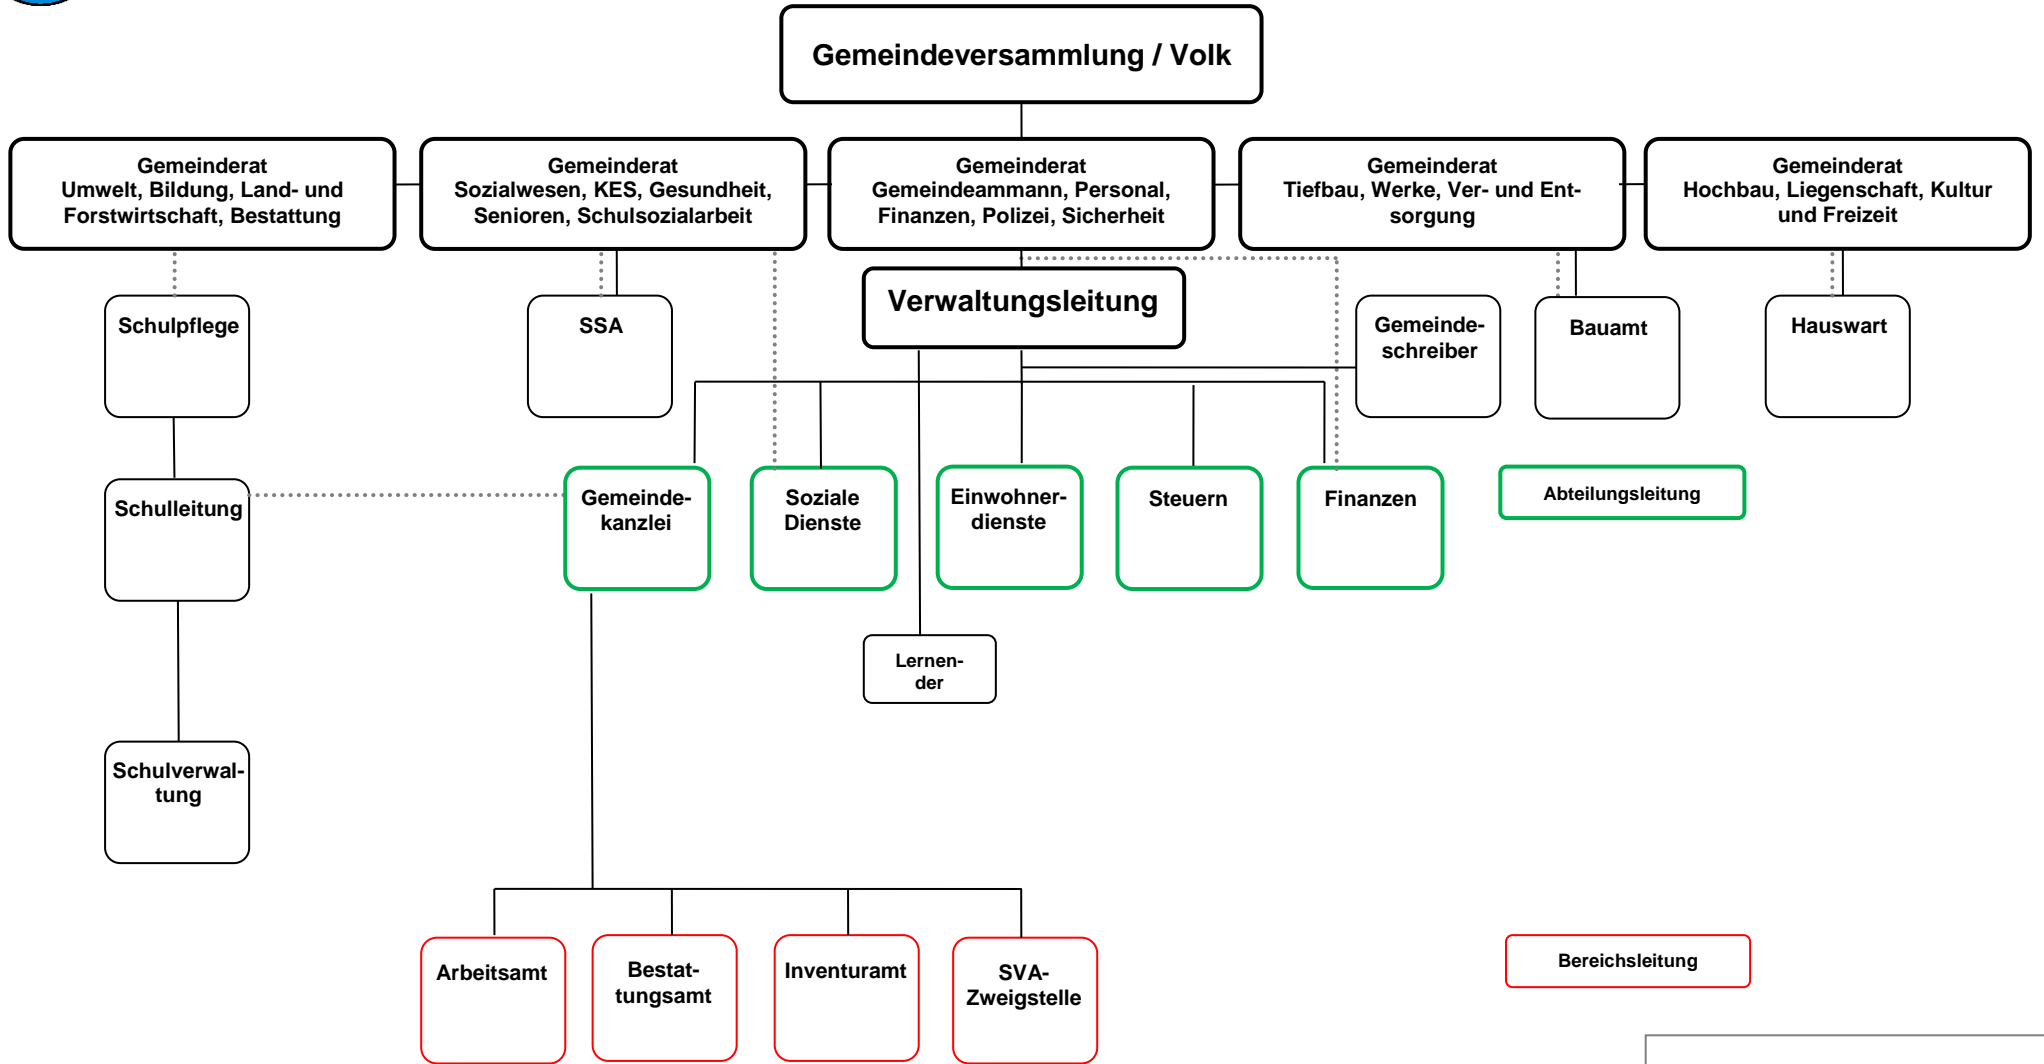 Gemeindeversammlung / Volk
Gemeinderat
Umwelt, Bildung, Land- und
Forstwirtschaft, Bestattung
Gemeinderat
Sozialwesen, KES, Gesundheit,
Senioren, Schulsozialarbeit
Gemeinderat
Gemeindeammann, Personal,
Finanzen, Polizei, Sicherheit
Gemeinderat
Tiefbau, Werke, Ver- und Ent-
sorgung
Gemeinderat
Hochbau, Liegenschaft, Kultur
und Freizeit
Verwaltungsleitung
Schulpflege
SSA
Gemeinde-
schreiber
Bauamt
Hauswart
Schulleitung
Gemeinde-
kanzlei
Soziale
Dienste
Einwohner-
dienste
Steuern
Finanzen
Abteilungsleitung
Lernen-
der
Schulverwal-
tung
Arbeitsamt
Bestat-
tungsamt
Inventuramt
SVA-
Zweigstelle
Bereichsleitung